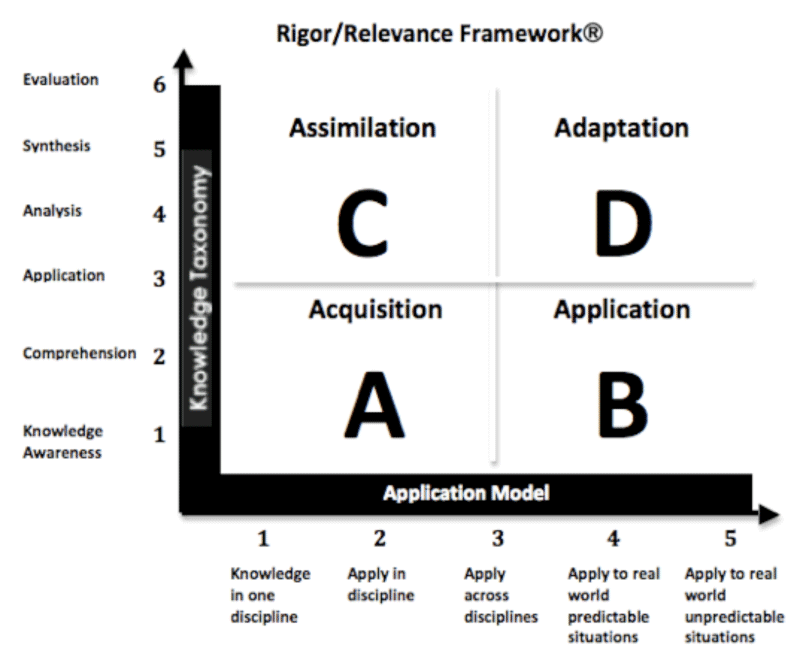 Rigor/Relevance Framework®
Evaluation 6
Synthesis 5
Analysis 4
Application 3
Comprehension 2
Knowledge
Awareness 1
Knowledge Taxonomy
Assimilation
C
Adaptation
D
Acquisition
A
Application
B
Application Model
1 2 3 4 5
Knowledge
in one
discipline
Apply in
discipline
Apply
across
disciplines
Apply to real
world
predictable
situations
Apply to real
world
unpredictable
situations